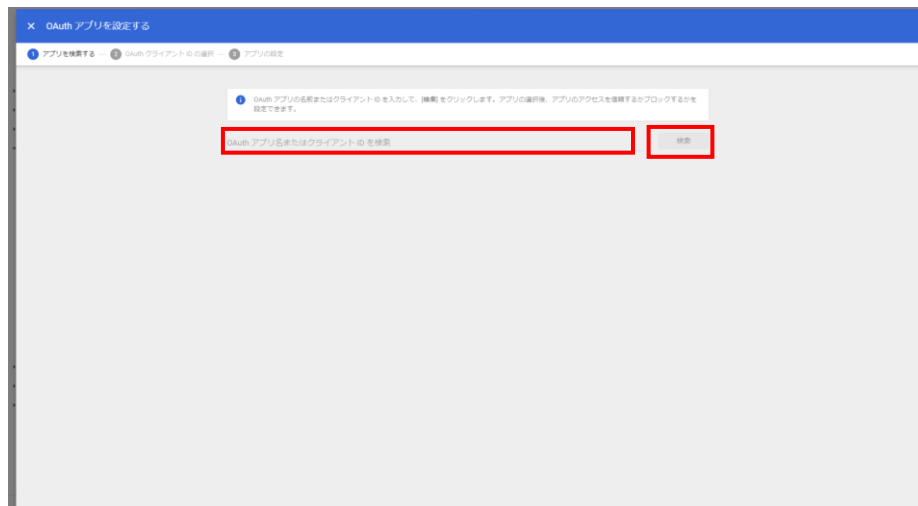 × OAuth アプリを設定する
1 アプリを検索する — 2 OAuth クライアント ID の選択 — 3 アプリの設定
OAuth アプリの名前またはクライアント ID を入力して、[検索] をクリックします。アプリの選択後、アプリのアクセスを信頼するかブロックするかを
設定できます。
OAuth アプリ名またはクライアント ID を検索
検索